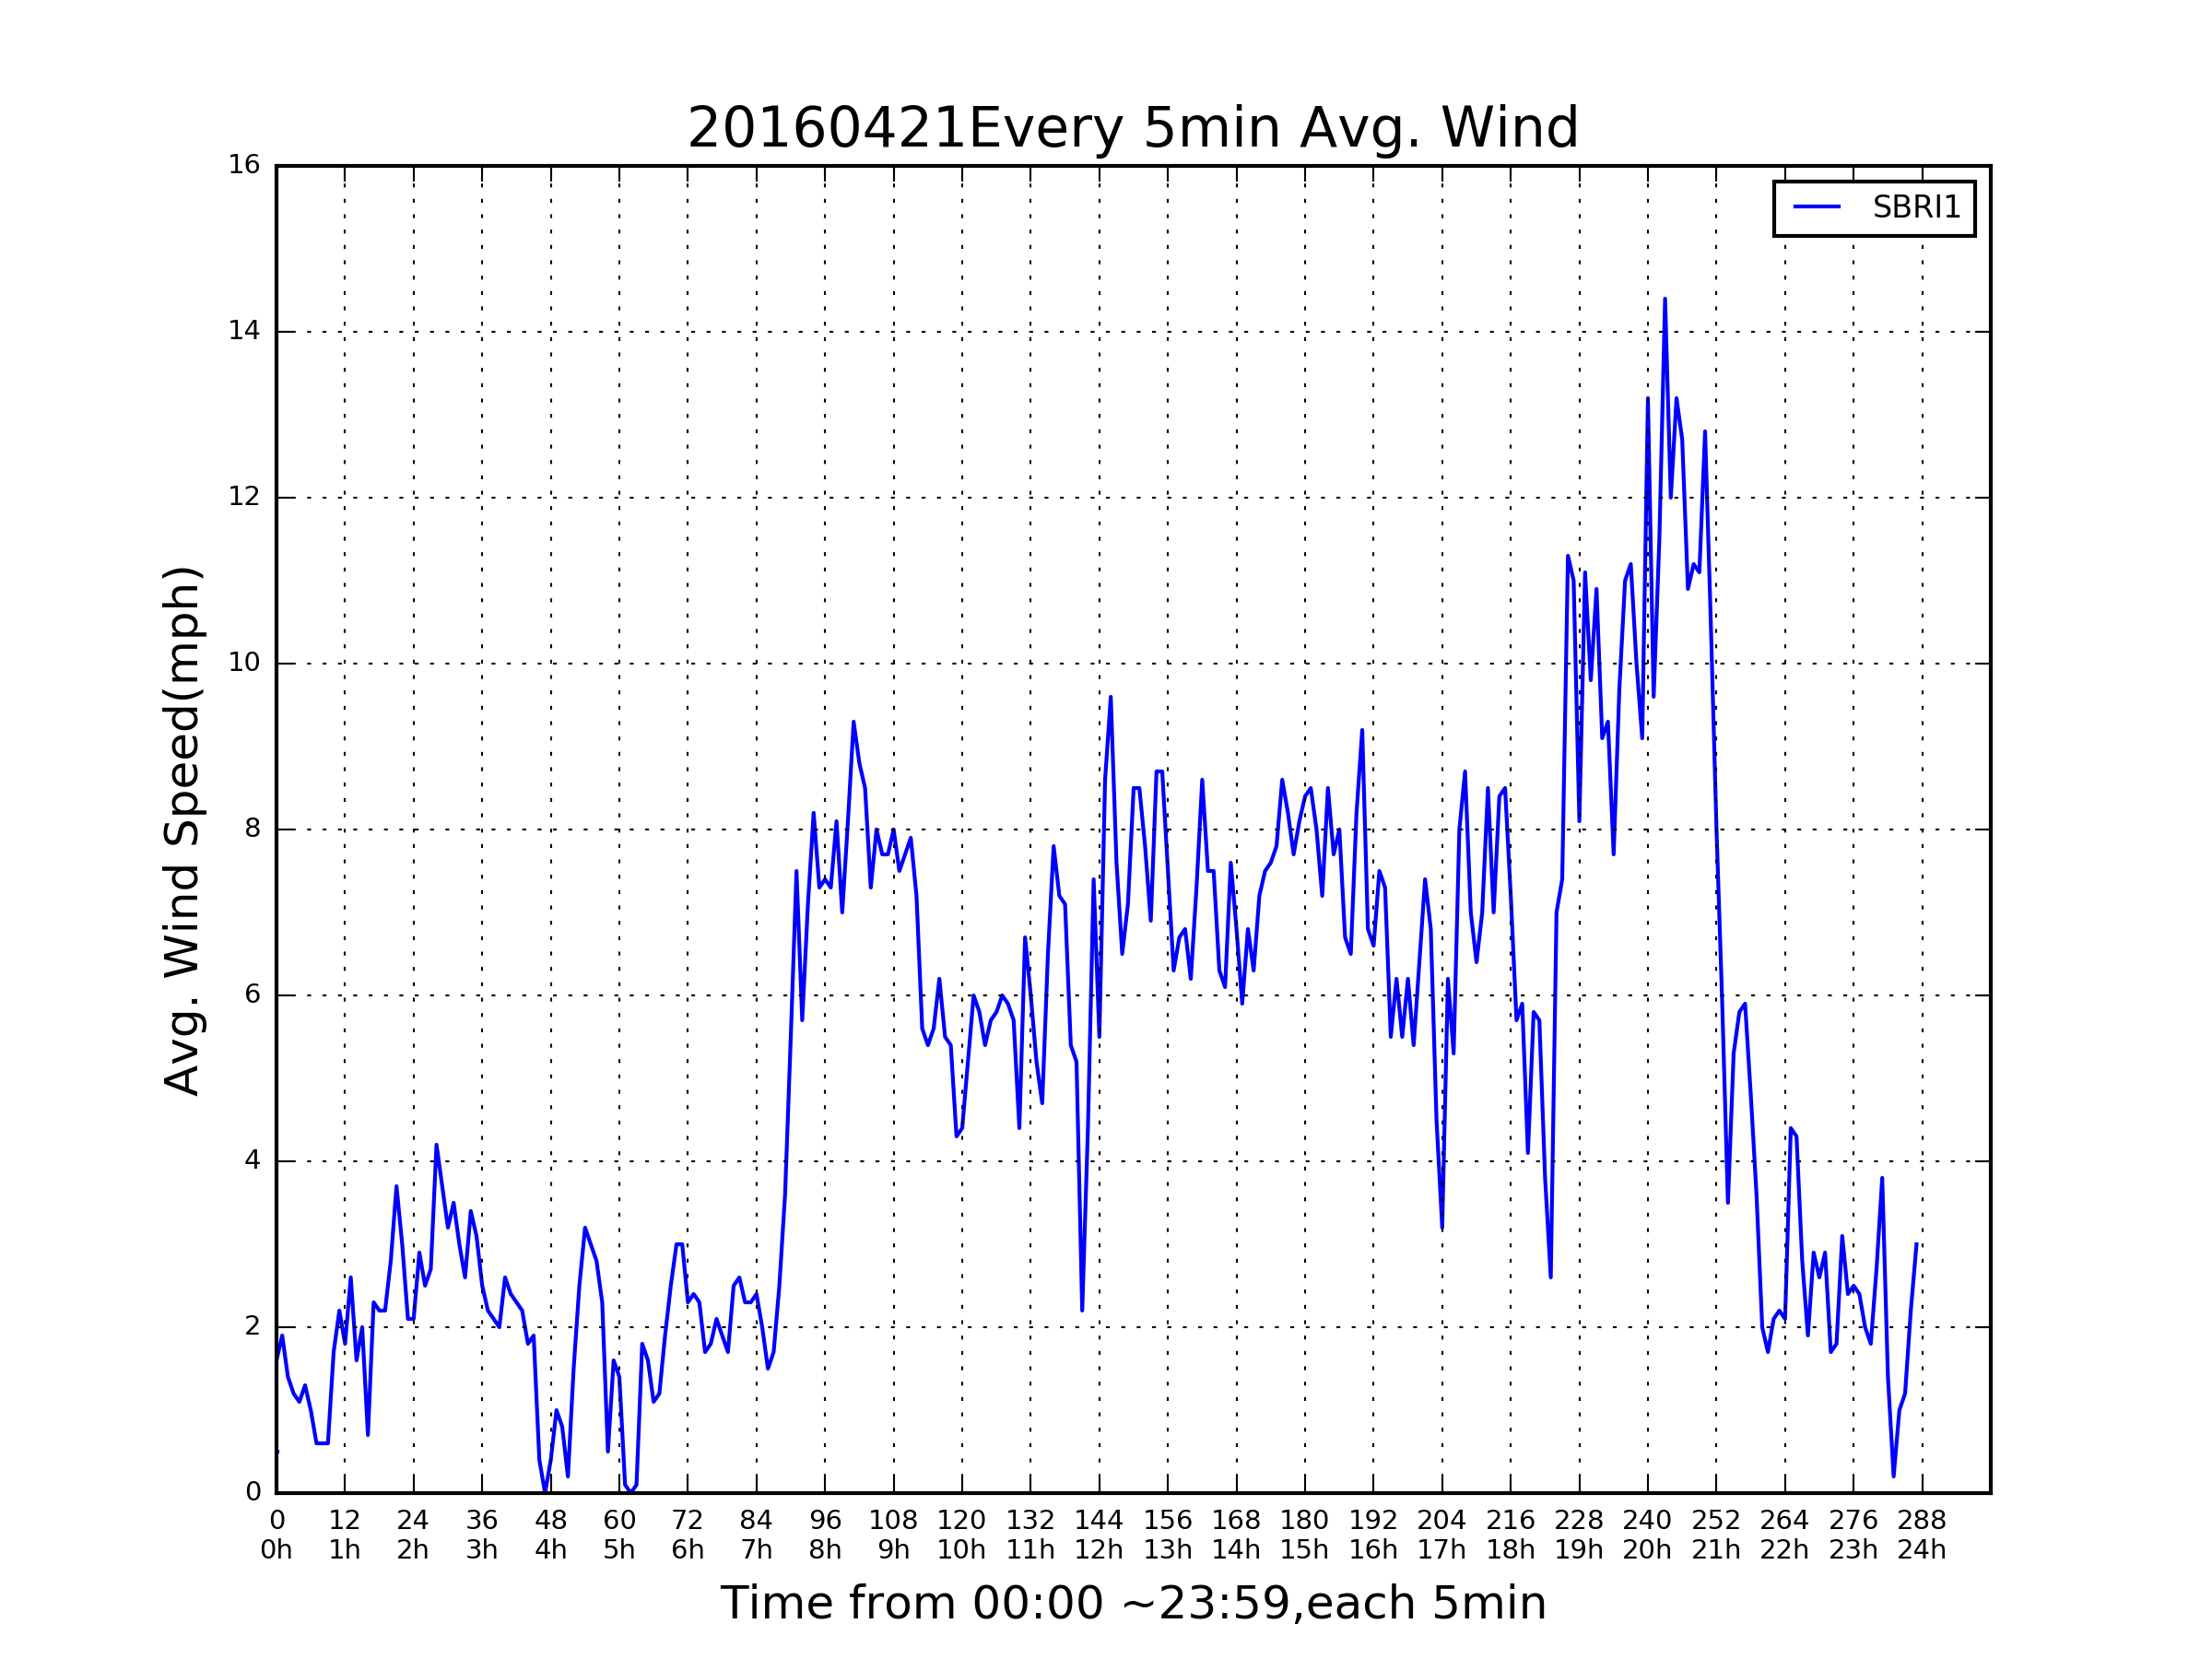 20160421Every 5min Avg. Wind
SBRI1
Avg. Wind Speed(mph)
16
14
12
10
8
6
4
2
0
0 12 24 36 48 60 72 84 96 108 120 132 144 156 168 180 192 204 216 228 240 252 264 276 288
0h 1h 2h 3h 4h 5h 6h 7h 8h 9h 10h 11h 12h 13h 14h 15h 16h 17h 18h 19h 20h 21h 22h 23h 24h
Time from 00:00 ~23:59,each 5min